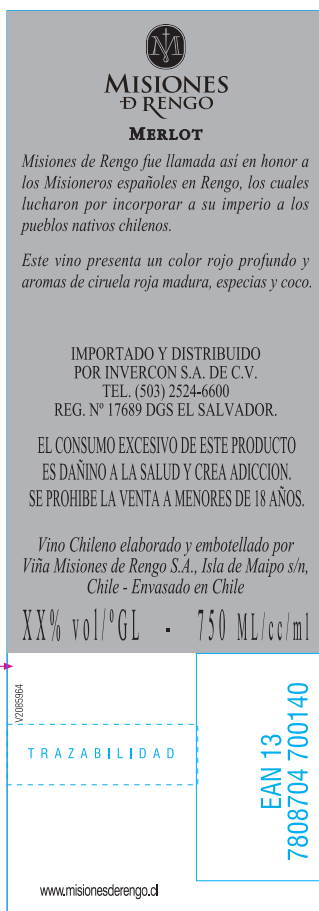 M
MISIONES
D RENGO
MERLOT
Misiones de Rengo fue llamada así en honor a
los Misioneros españoles en Rengo, los cuales
lucharon por incorporar a su imperio a los
pueblos nativos chilenos.
Este vino presenta un color rojo profundo y
aromas de ciruela roja madura, especias y coco.
IMPORTADO Y DISTRIBUIDO
POR INVERCON S.A. DE C.V.
TEL. (503) 2524-6600
REG. Nº 17689 DGS EL SALVADOR.
EL CONSUMO EXCESIVO DE ESTE PRODUCTO
ES DAÑINO A LA SALUD Y CREA ADICCION.
SE PROHIBE LA VENTA A MENORES DE 18 AÑOS.
Vino Chileno elaborado y embotellado por
Viña Misiones de Rengo S.A., Isla de Maipo s/n,
Chile - Envasado en Chile
XX% vol/ºGL - 750 ML/cc/ml
V2085964
TRAZABILIDAD
EAN 13
7808704 700140
www.misionesderengo.cl